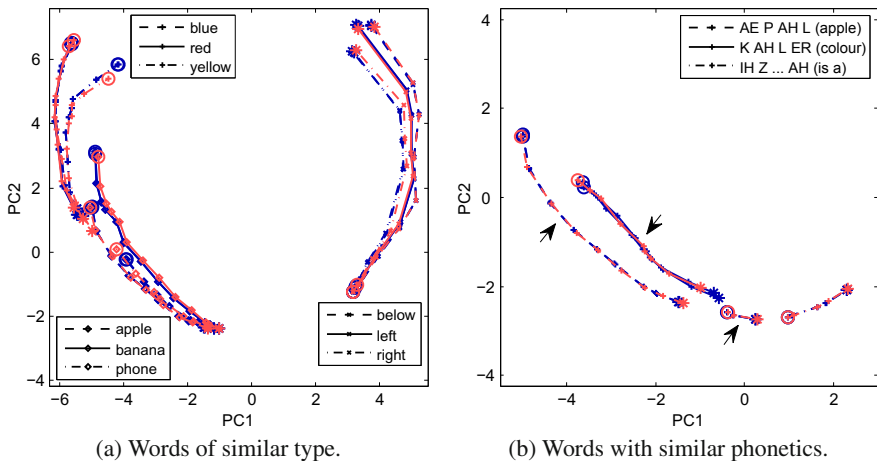 blue
red
yellow
apple
banana
phone
below
left
right
6
4
2
0
−2
−4
−6 −4 −2 0 2 4
PC2
PC1
(a) Words of similar type.
AE P AH L (apple)
K AH L ER (colour)
IH Z ... AH (is a)
4
2
0
−2
−4
−4 −2 0 2
PC2
PC1
(b) Words with similar phonetics.